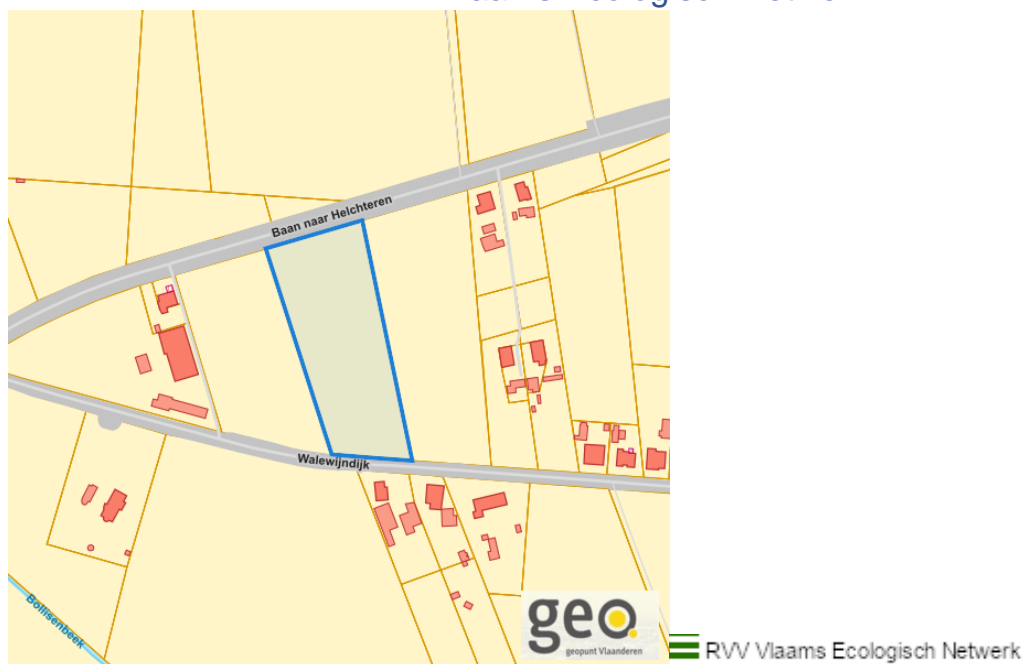 Baan naar Helchteren
Walewijndijk
Bollisenbeek
geo
geopunt Vlaanderen
RVV Vlaams Ecologisch Netwerk